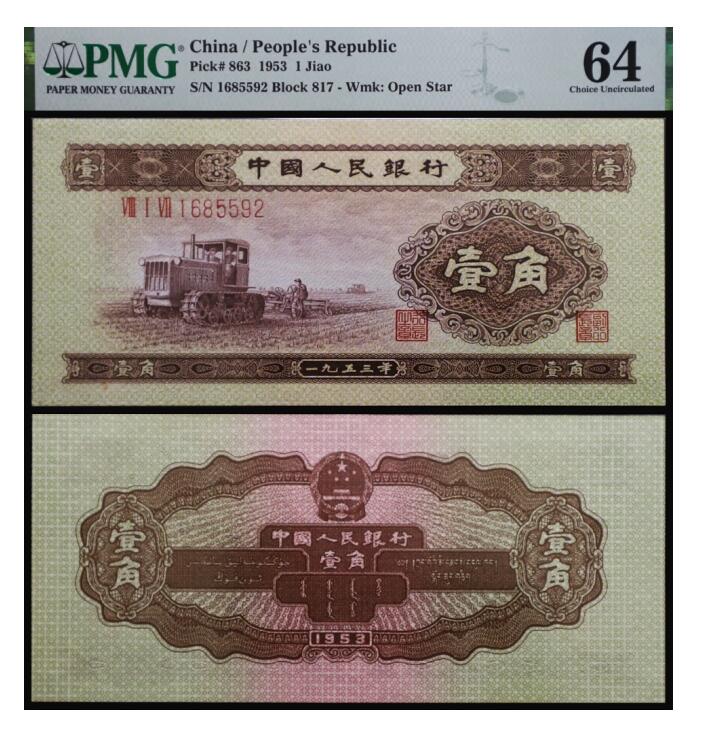 PMG
PAPER MONEY GUARANTY
China / People's Republic
Pick# 863 1953 1 Jiao
S/N 1685592 Block 817 - Wmk: Open Star
64
Choice Uncirculated
壹 中國人民銀行 壹
VIII I VII 1685592
壹角
壹角 一九五三年 壹角
中國人民銀行
壹角
壹角
壹角
1953